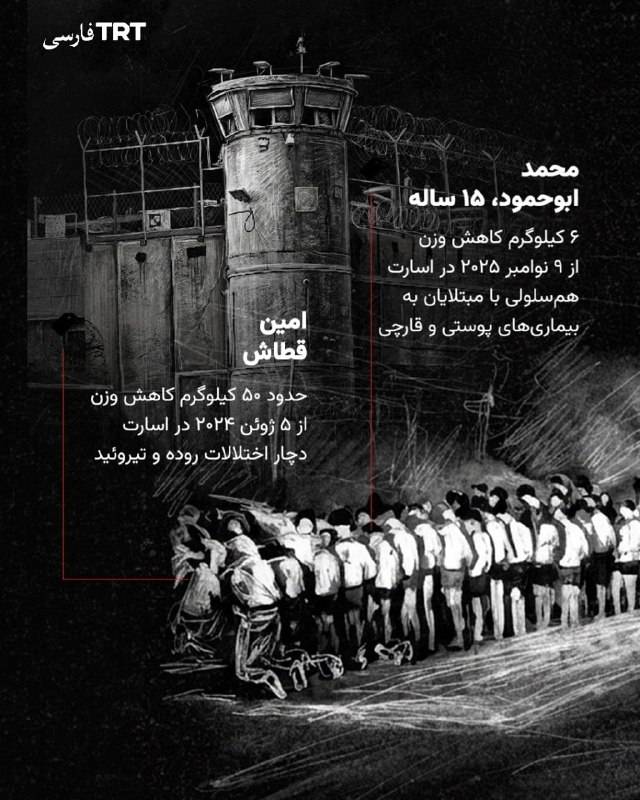 TRT فارسی
محمد
ابوحمود، ۱۵ ساله
۶ کیلوگرم کاهش وزن
از ۹ نوامبر ۲۰۲۵ در اسارت
هم‌سلولی با مبتلایان به
بیماری‌های پوستی و قارچی
امین
قطاش
حدود ۵۰ کیلوگرم کاهش وزن
از ۵ ژوئن ۲۰۲۴ در اسارت
دچار اختلالات روده و تیروئید